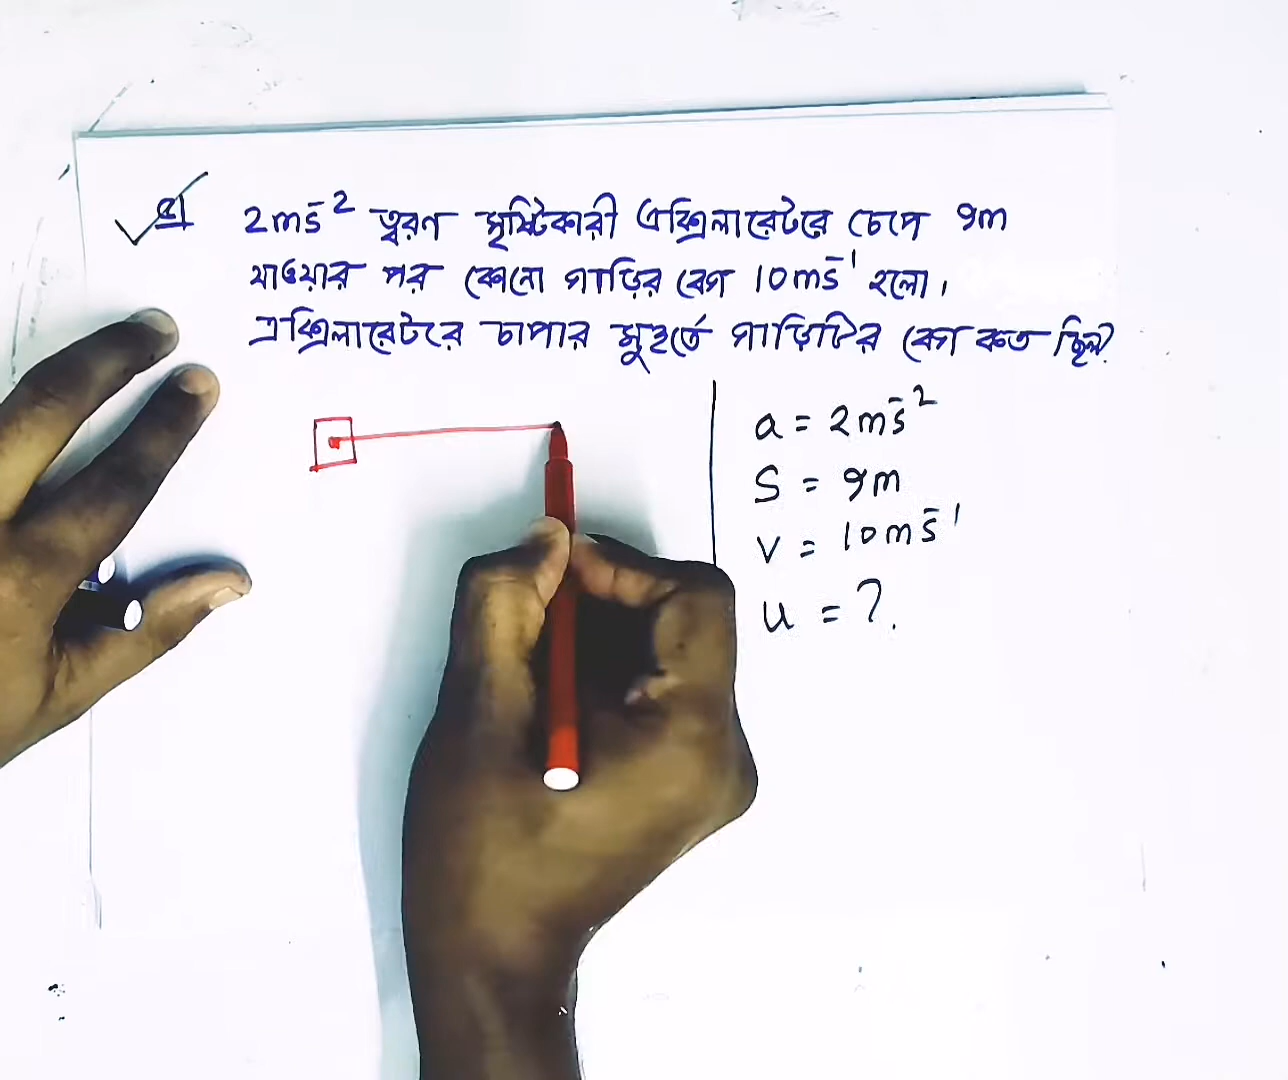 2ms̄² ত্বরণ সৃষ্টিকারী এক্সিলারেটরে চেপে 9m
যাওয়ার পর কোনো গাড়ির বেগ 10ms̄¹ হলো।
এক্সিলারেটরে চাপার মুহূর্তে গাড়িটির বেগ কত ছিল?
a = 2ms̄²
S = 9m
v = 10ms̄¹
u = ?